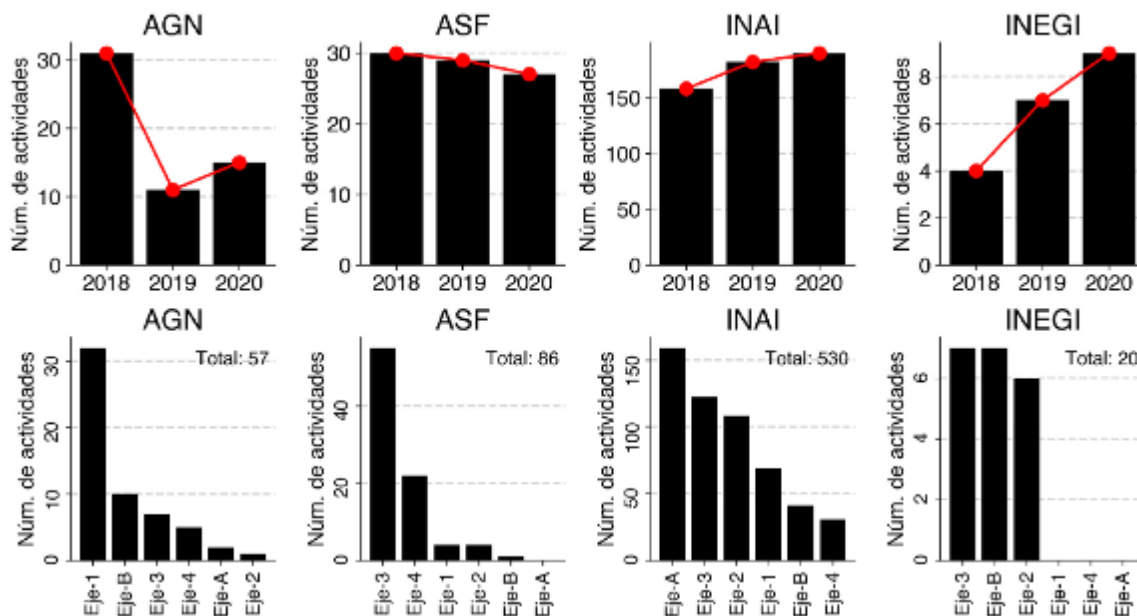 AGN
Núm. de actividades
30
20
10
0
2018 2019 2020
ASF
Núm. de actividades
30
20
10
0
2018 2019 2020
INAI
Núm. de actividades
150
100
50
0
2018 2019 2020
INEGI
Núm. de actividades
8
6
4
2
0
2018 2019 2020
AGN
Total: 57
Núm. de actividades
30
20
10
0
Eje-1 Eje-B Eje-3 Eje-4 Eje-A Eje-2
ASF
Total: 86
Núm. de actividades
40
20
0
Eje-3 Eje-4 Eje-1 Eje-2 Eje-B Eje-A
INAI
Total: 530
Núm. de actividades
150
100
50
0
Eje-A Eje-3 Eje-2 Eje-1 Eje-B Eje-4
INEGI
Total: 20
Núm. de actividades
6
4
2
0
Eje-3 Eje-B Eje-2 Eje-1 Eje-4 Eje-A